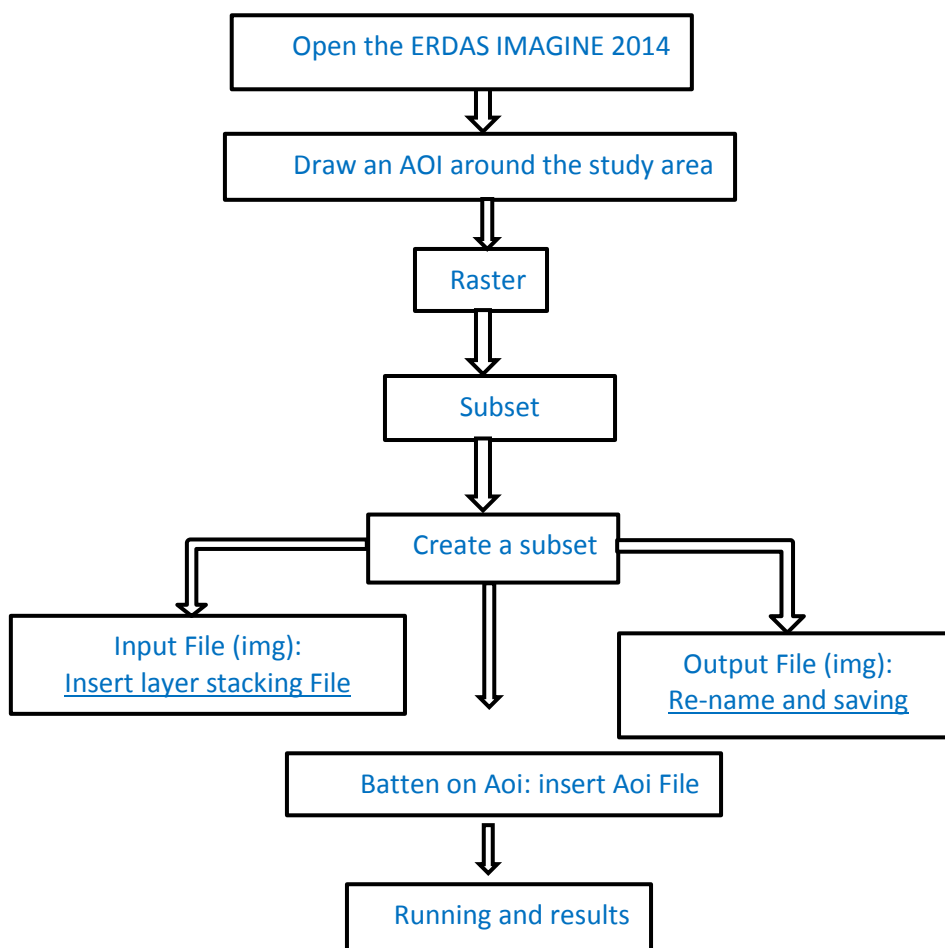 Open the ERDAS IMAGINE 2014
Draw an AOI around the study area
Raster
Subset
Create a subset
Input File (img):
Insert layer stacking File
Output File (img):
Re-name and saving
Batten on Aoi: insert Aoi File
Running and results